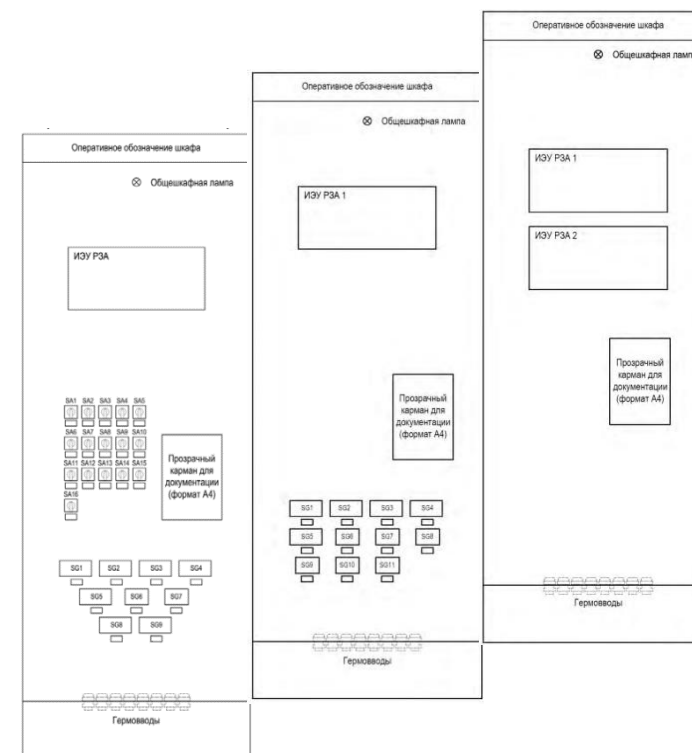 Оперативное обозначение шкафа
Общешкафная лампа
ИЭУ РЗА
SA1 SA2 SA3 SA4 SA5
SA6 SA7 SA8 SA9 SA10
SA11 SA12 SA13 SA14 SA15
SA16
Прозрачный
карман для
документации
(формат А4)
SG1 SG2 SG3 SG4
SG5 SG6 SG7
SG8 SG9
Гермовводы
Оперативное обозначение шкафа
Общешкафная лампа
ИЭУ РЗА 1
Прозрачный
карман для
документации
(формат А4)
SG1 SG2 SG3 SG4
SG5 SG6 SG7 SG8
SG9 SG10 SG11
Гермовводы
Оперативное обозначение шкафа
Общешкафная ламп
ИЭУ РЗА 1
ИЭУ РЗА 2
Прозрачный
карман для
документации
(формат А4)
Гермовводы